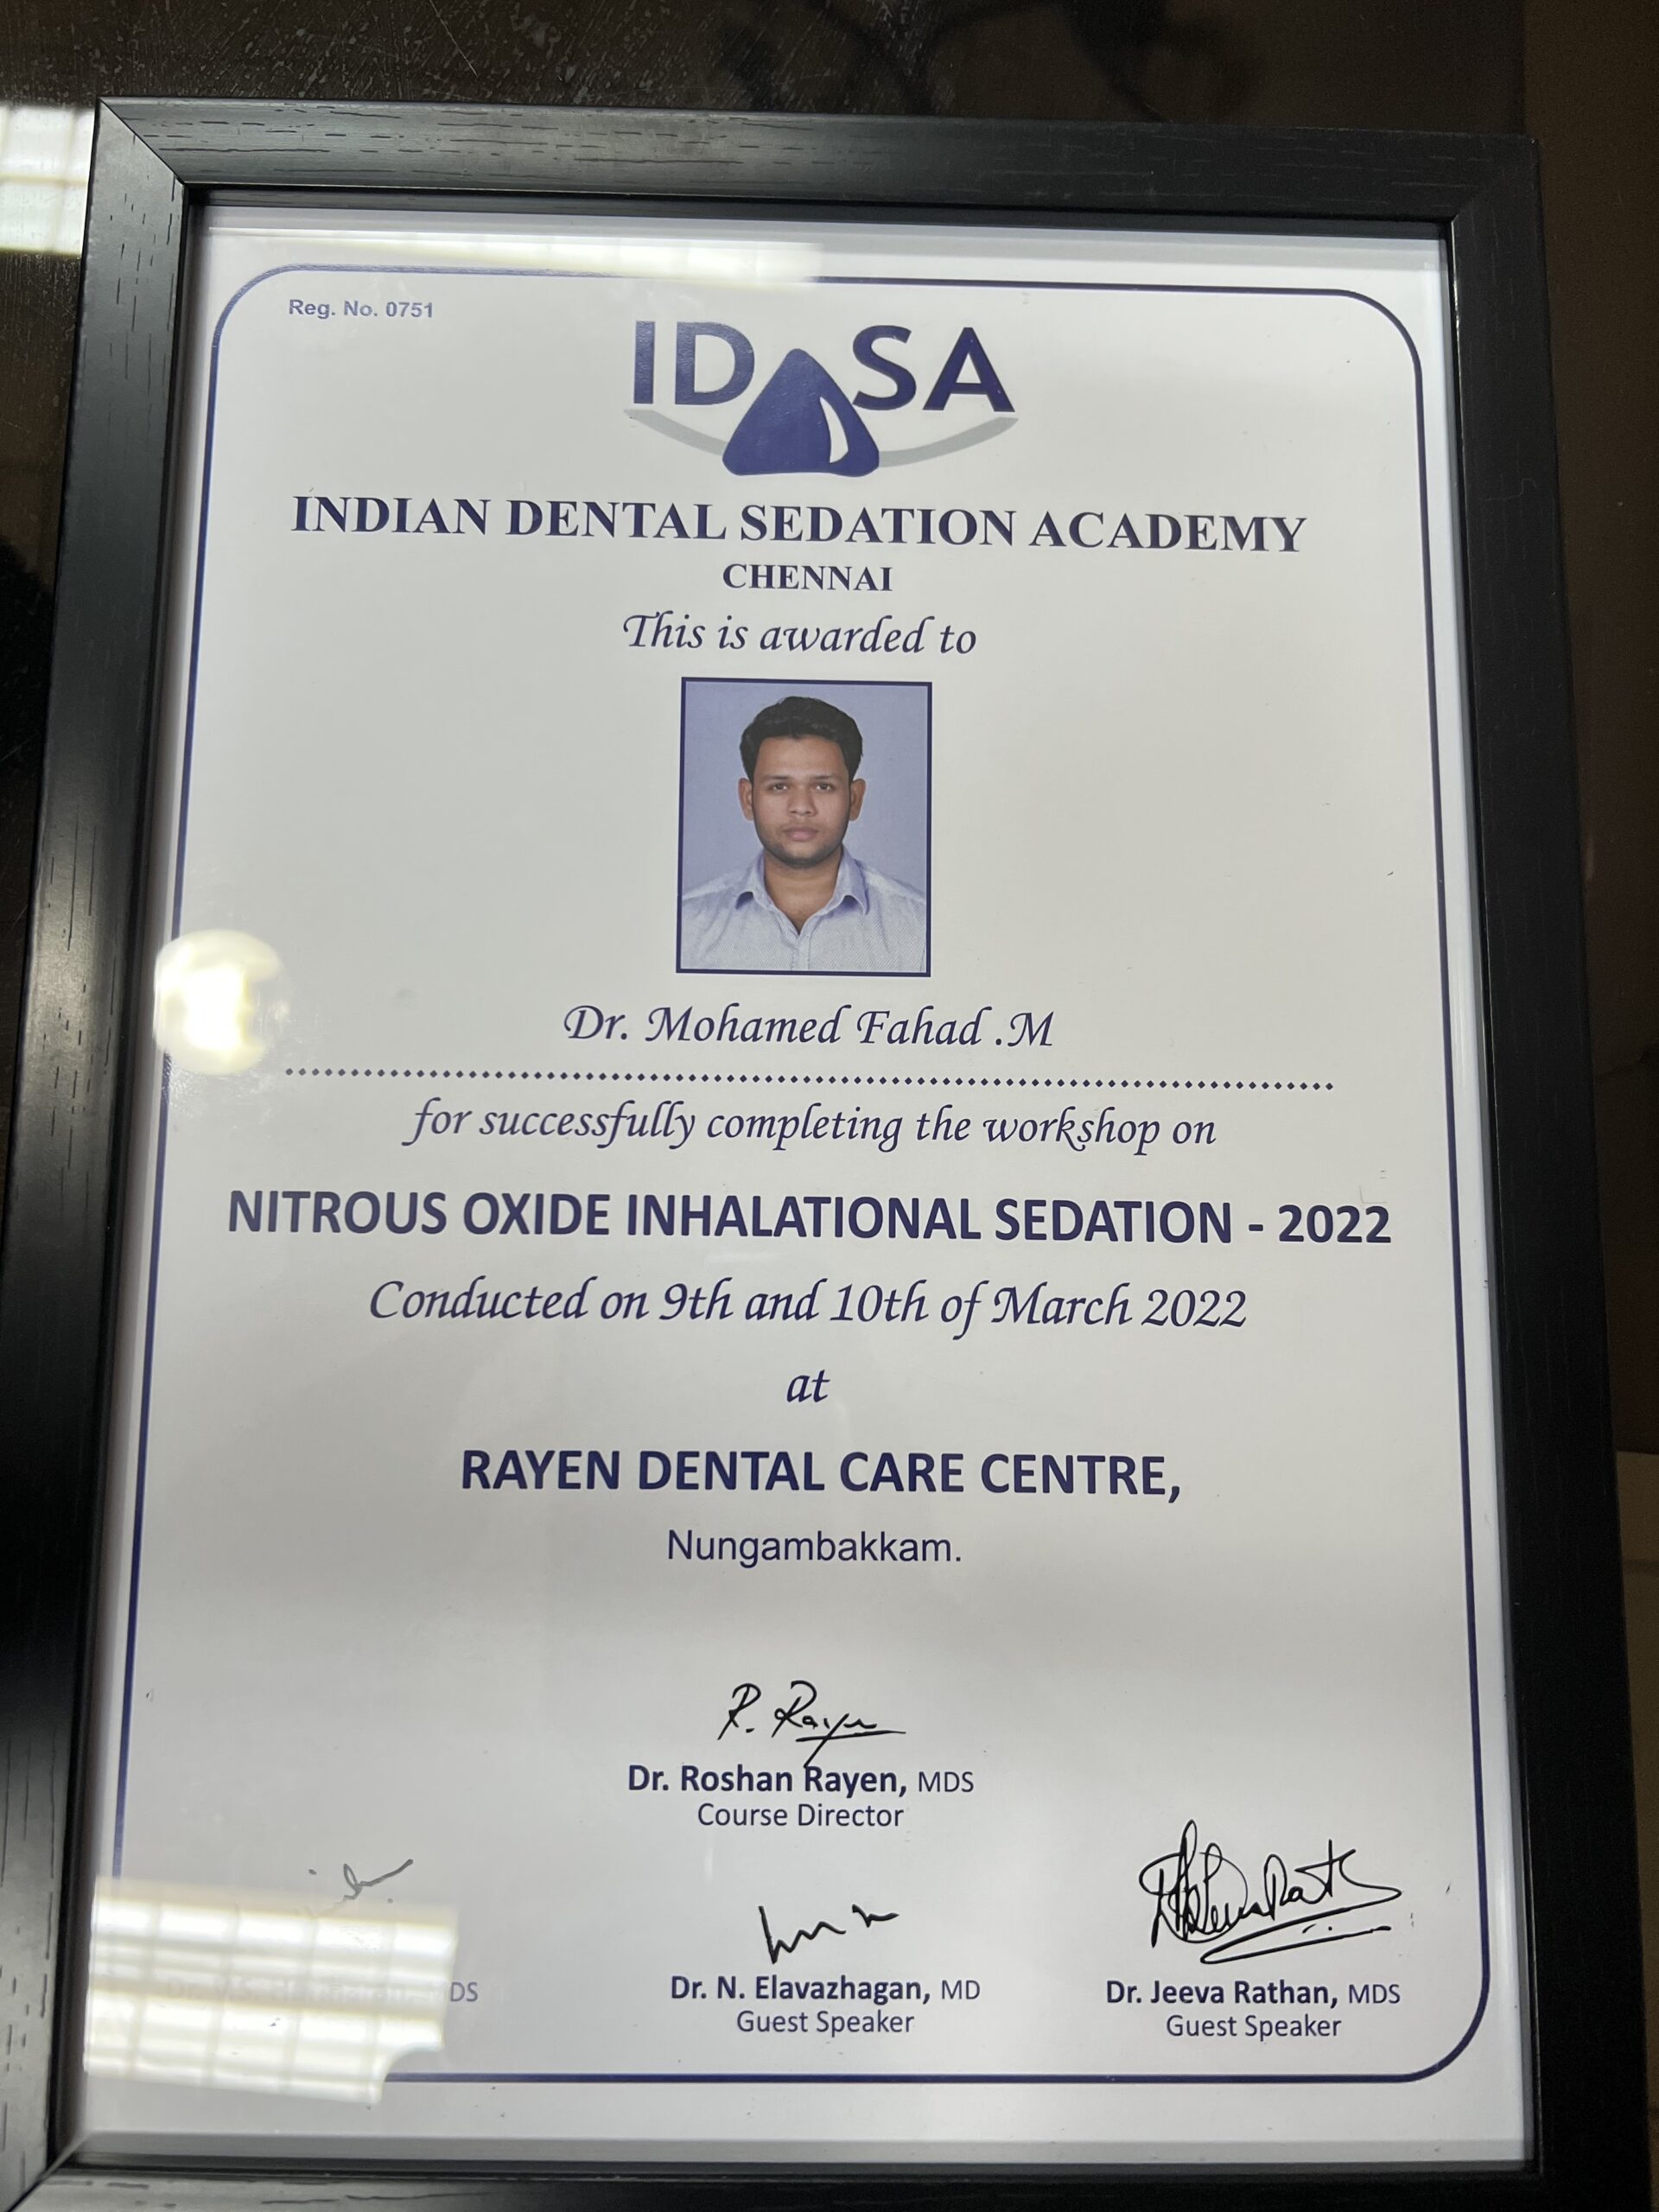 Reg. No. 0751
IDSA
INDIAN DENTAL SEDATION ACADEMY
CHENNAI
This is awarded to
Dr. Mohamed Fahad .M
for successfully completing the workshop on
NITROUS OXIDE INHALATIONAL SEDATION - 2022
Conducted on 9th and 10th of March 2022
at
RAYEN DENTAL CARE CENTRE,
Nungambakkam.
R. Rayen
Dr. Roshan Rayen, MDS
Course Director
Dr. N. Elavazhagan, MD
Guest Speaker
Dr. Jeeva Rathan, MDS
Guest Speaker